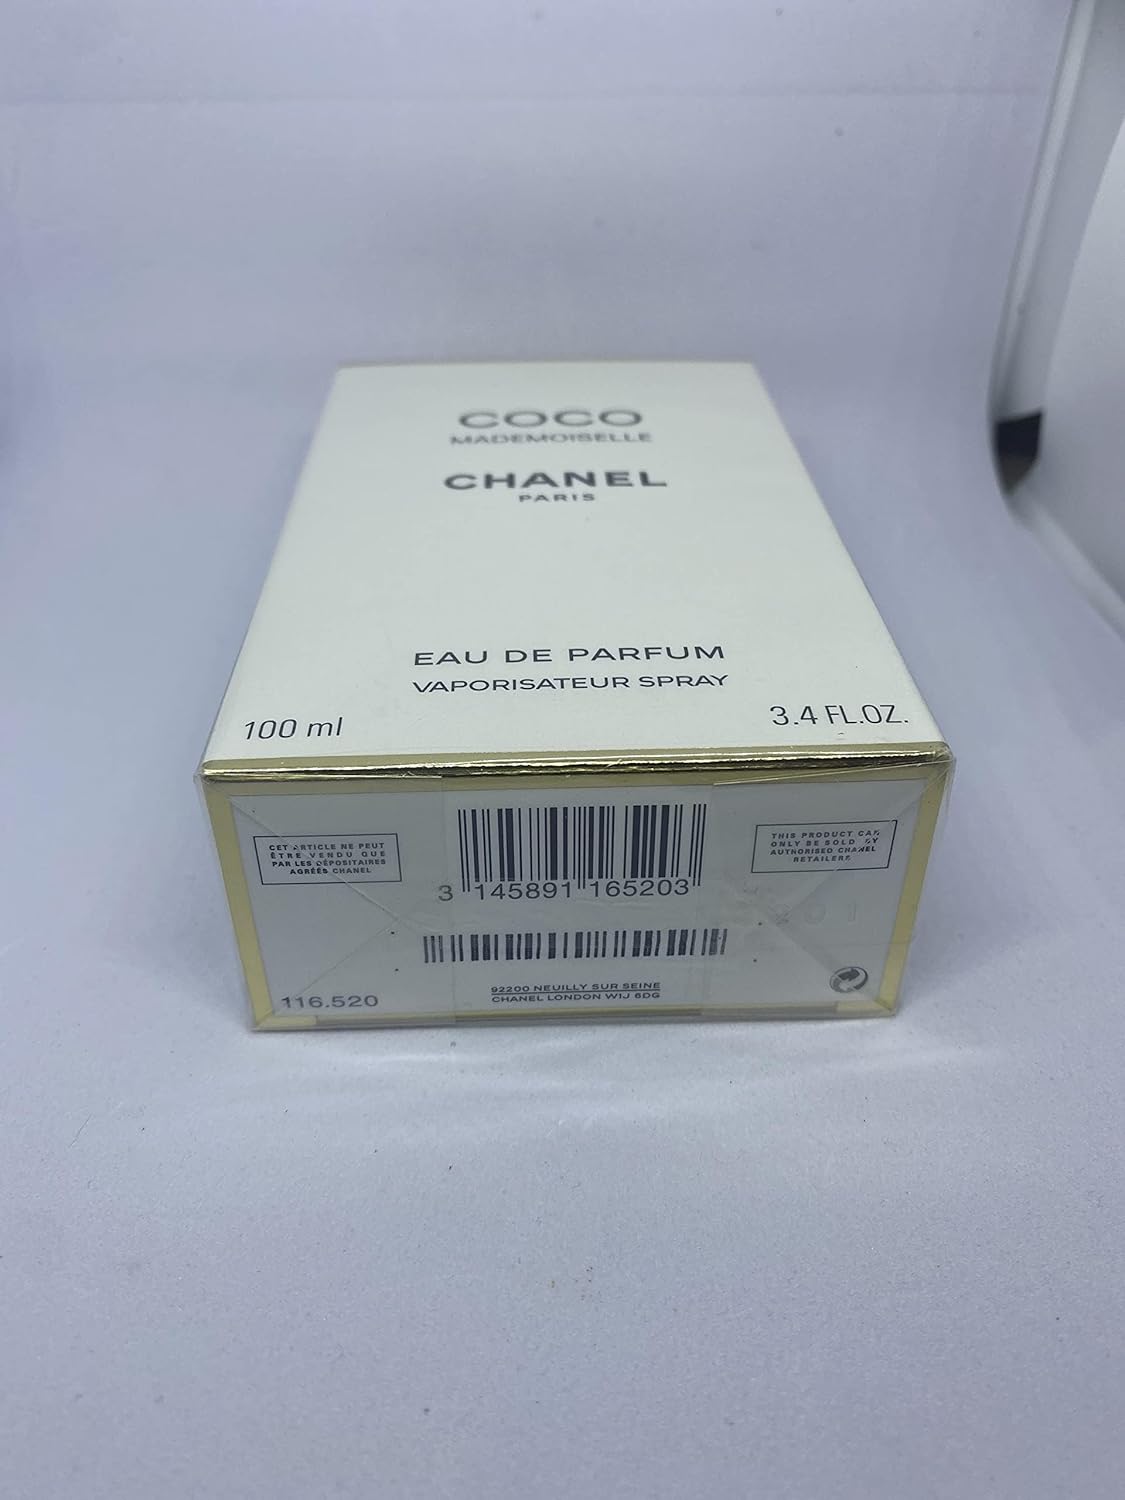 COCO
MADEMOISELLE
CHANEL
PARIS
EAU DE PARFUM
VAPORISATEUR SPRAY
100 ml
3.4 FL.OZ.
CET ARTICLE NE PEUT
ÊTRE VENDU QUE
PAR LES DÉPOSITAIRES
AGRÉÉS CHANEL
3 145891 165203
THIS PRODUCT CAN
ONLY BE SOLD BY
AUTHORISED CHANEL
RETAILERS
116.520
92200 NEUILLY SUR SEINE
CHANEL LONDON W1J 6DG